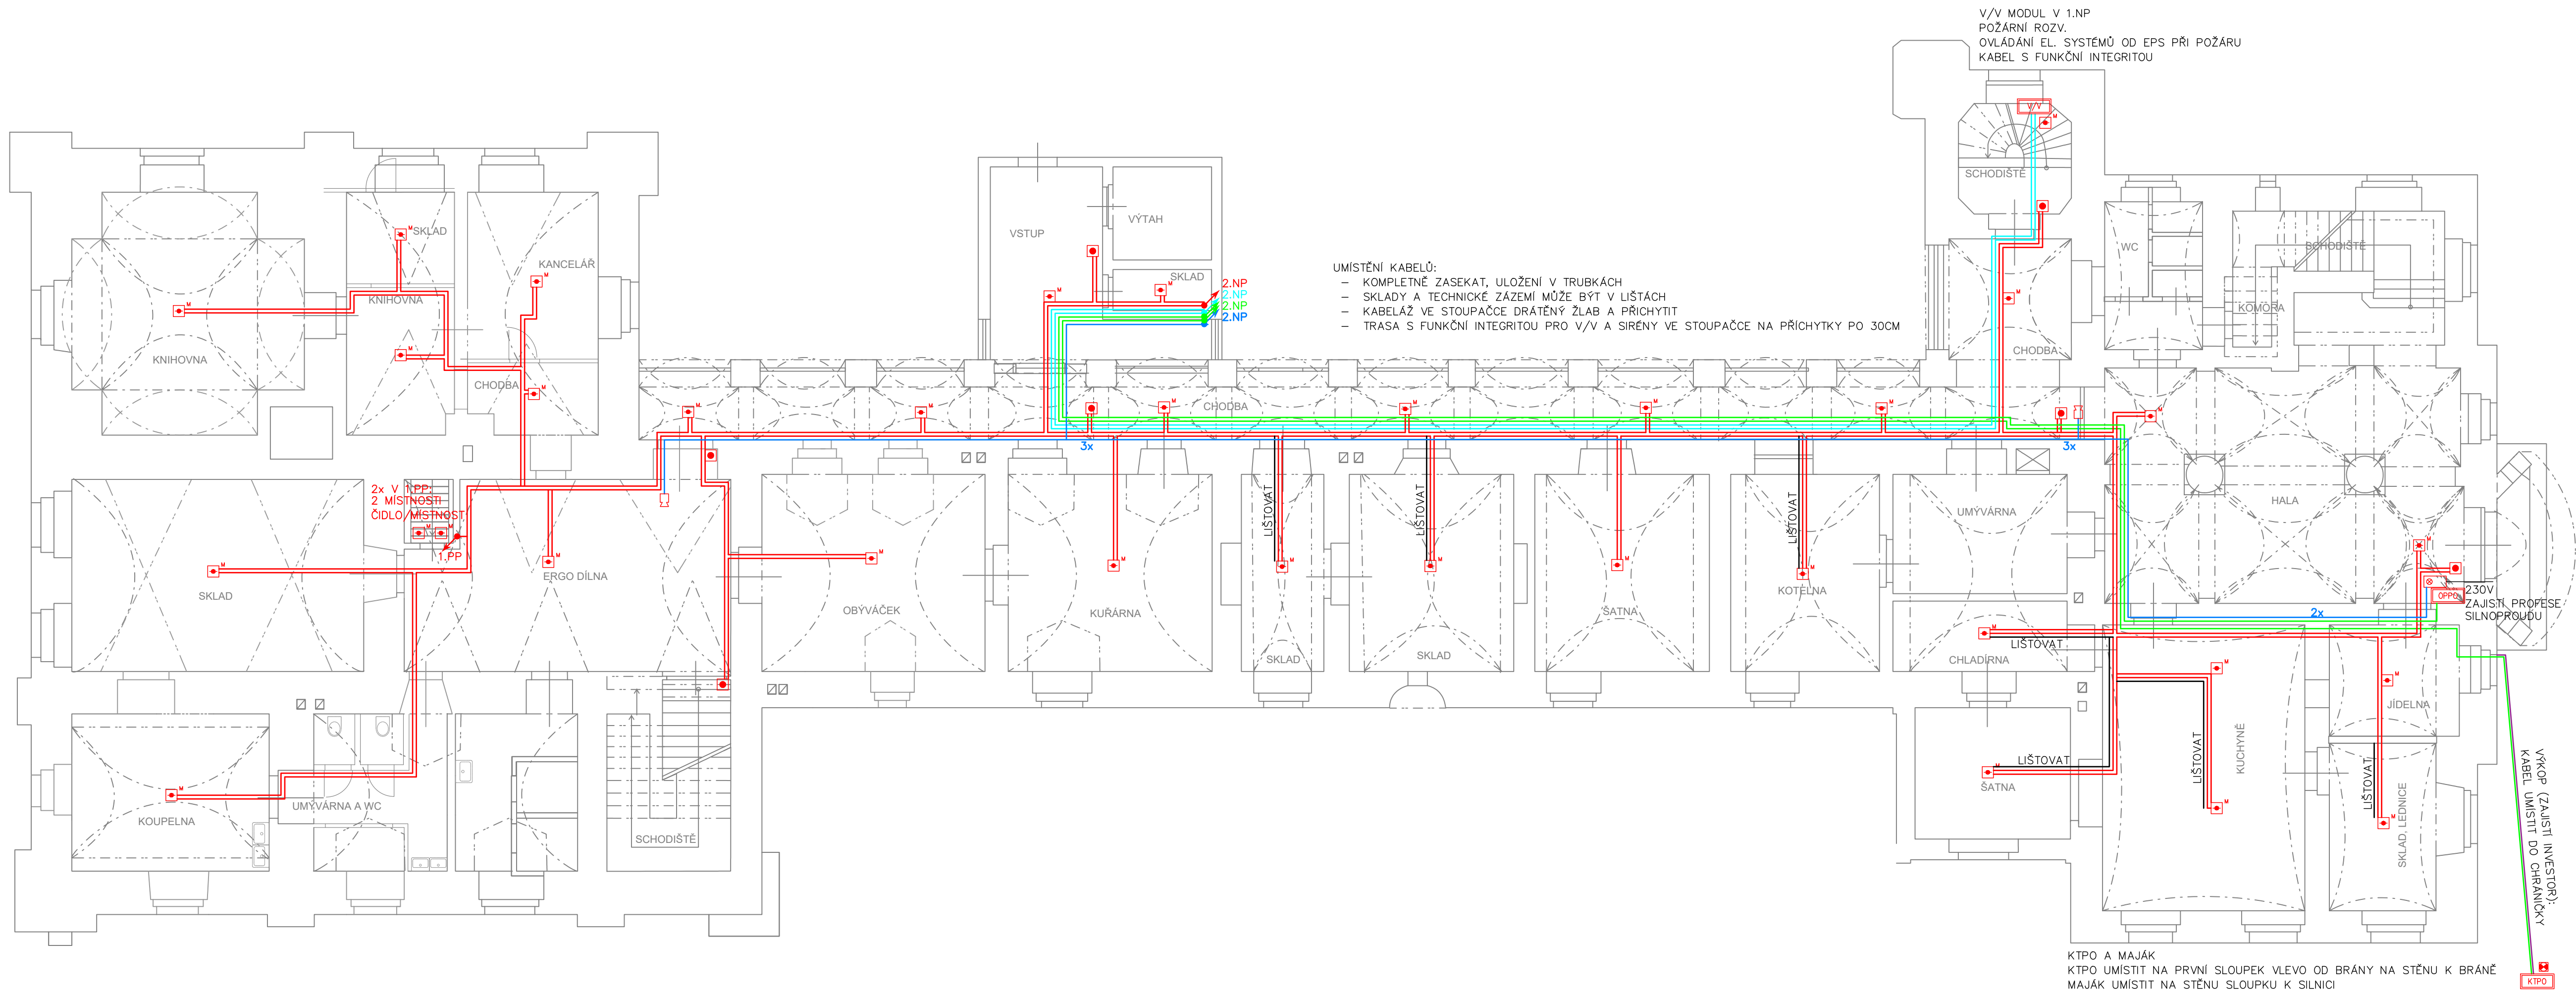 V/V MODUL V 1.NP
POŽÁRNÍ ROZV.
OVLÁDÁNÍ EL. SYSTÉMŮ OD EPS PŘI POŽÁRU
KABEL S FUNKČNÍ INTEGRITOU
V/V
M
SCHODIŠTĚ
VSTUP
VÝTAH
SKLAD
M
M
2.NP
2.NP
2.NP
2.NP
UMÍSTĚNÍ KABELŮ:
– KOMPLETNĚ ZASEKAT, ULOŽENÍ V TRUBKÁCH
– SKLADY A TECHNICKÉ ZÁZEMÍ MŮŽE BÝT V LIŠTÁCH
– KABELÁŽ VE STOUPAČCE DRÁTĚNÝ ŽLAB A PŘICHYTIT
– TRASA S FUNKČNÍ INTEGRITOU PRO V/V A SIRÉNY VE STOUPAČCE NA PŘÍCHYTKY PO 30CM
M
SKLAD
KANCELÁŘ
M
KNIHOVNA
M
KNIHOVNA
M
CHODBA
M
WC
SCHODIŠTĚ
KOMORA
M
CHODBA
M
M
M
CHODBA
M
M
M
M
3x
3x
2x V 1.PP:
2 MÍSTNOSTI
ČIDLO/MÍSTNOST
M
M
1.PP
M
SKLAD
M
ERGO DÍLNA
M
OBÝVÁČEK
M
KUŘÁRNA
LIŠTOVAT
M
SKLAD
LIŠTOVAT
M
SKLAD
M
ŠATNA
LIŠTOVAT
M
KOTELNA
UMÝVÁRNA
HALA
M
OPPO
230V
ZAJISTÍ PROFESE
SILNOPROUDU
2x
M
LIŠTOVAT
CHLADÍRNA
M
M
JÍDELNA
LIŠTOVAT
M
ŠATNA
LIŠTOVAT
KUCHYNĚ
M
LIŠTOVAT
SKLAD, LEDNICE
M
M
KOUPELNA
UMÝVÁRNA A WC
SCHODIŠTĚ
VÝKOP (ZAJISTÍ INVESTOR):
KABEL UMÍSTIT DO CHRÁNIČKY
KTPO A MAJÁK
KTPO UMÍSTIT NA PRVNÍ SLOUPEK VLEVO OD BRÁNY NA STĚNU K BRÁNĚ
MAJÁK UMÍSTIT NA STĚNU SLOUPKU K SILNICI
KTPO